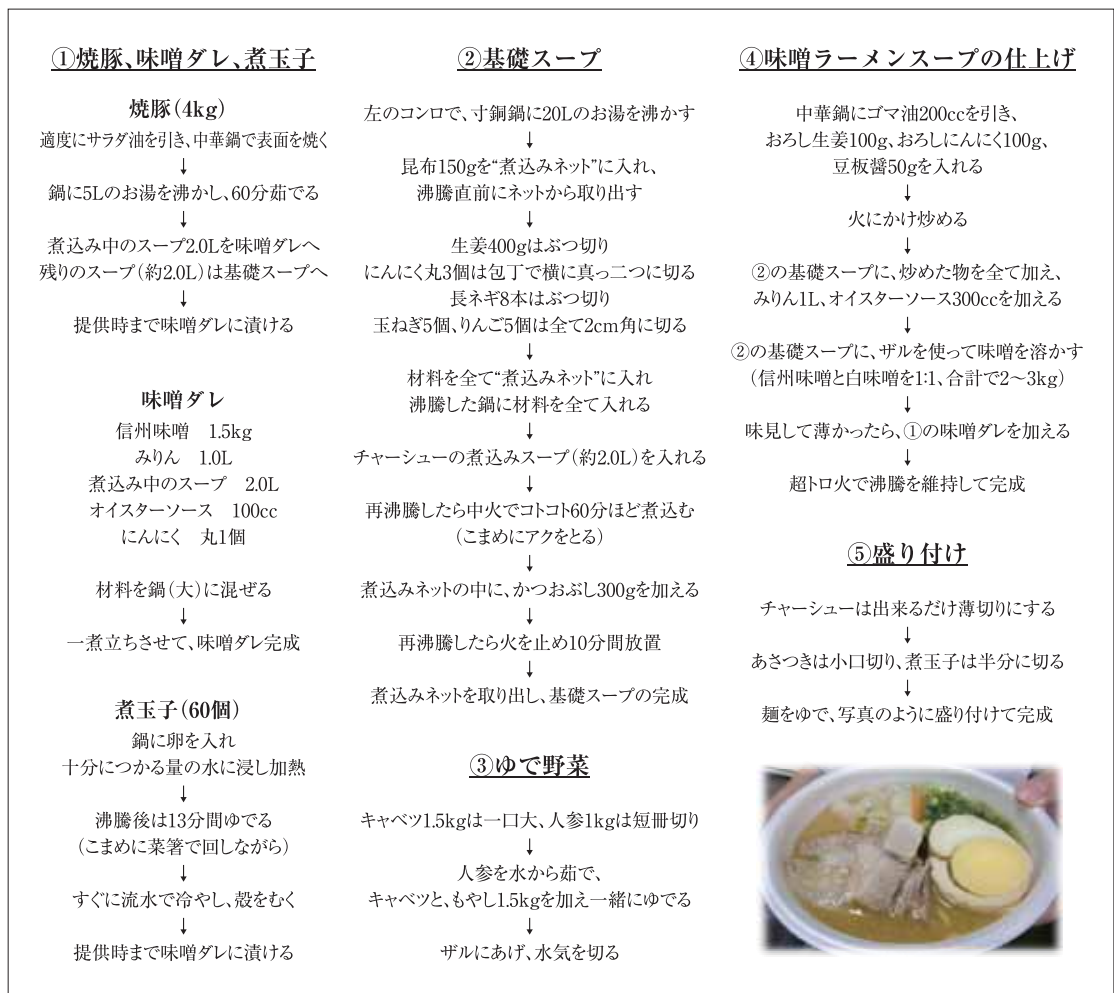 ①焼豚、味噌ダレ、煮玉子
焼豚(4kg)
適度にサラダ油を引き、中華鍋で表面を焼く
↓
鍋に5Lのお湯を沸かし、60分茹でる
↓
煮込み中のスープ2.0Lを味噌ダレへ
残りのスープ(約2.0L)は基礎スープへ
↓
提供時まで味噌ダレに漬ける
味噌ダレ
信州味噌　1.5kg
みりん　1.0L
煮込み中のスープ　2.0L
オイスターソース　100cc
にんにく　丸1個
材料を鍋(大)に混ぜる
↓
一煮立ちさせて、味噌ダレ完成
煮玉子(60個)
鍋に卵を入れ
十分につかる量の水に浸し加熱
↓
沸騰後は13分間ゆでる
(こまめに菜箸で回しながら)
↓
すぐに流水で冷やし、殻をむく
↓
提供時まで味噌ダレに漬ける
②基礎スープ
左のコンロで、寸銅鍋に20Lのお湯を沸かす
↓
昆布150gを“煮込みネット”に入れ、
沸騰直前にネットから取り出す
↓
生姜400gはぶつ切り
にんにく丸3個は包丁で横に真っ二つに切る
長ネギ8本はぶつ切り
玉ねぎ5個、りんご5個は全て2cm角に切る
↓
材料を全て“煮込みネット”に入れ
沸騰した鍋に材料を全て入れる
↓
チャーシューの煮込みスープ(約2.0L)を入れる
↓
再沸騰したら中火でコトコト60分ほど煮込む
(こまめにアクをとる)
↓
煮込みネットの中に、かつおぶし300gを加える
↓
再沸騰したら火を止め10分間放置
↓
煮込みネットを取り出し、基礎スープの完成
③ゆで野菜
キャベツ1.5kgは一口大、人参1kgは短冊切り
↓
人参を水から茹で、
キャベツと、もやし1.5kgを加え一緒にゆでる
↓
ザルにあげ、水気を切る
④味噌ラーメンスープの仕上げ
中華鍋にゴマ油200ccを引き、
おろし生姜100g、おろしにんにく100g、
豆板醤50gを入れる
↓
火にかけ炒める
↓
②の基礎スープに、炒めた物を全て加え、
みりん1L、オイスターソース300ccを加える
↓
②の基礎スープに、ザルを使って味噌を溶かす
(信州味噌と白味噌を1:1、合計で2〜3kg)
↓
味見して薄かったら、①の味噌ダレを加える
↓
超トロ火で沸騰を維持して完成
⑤盛り付け
チャーシューは出来るだけ薄切りにする
↓
あさつきは小口切り、煮玉子は半分に切る
↓
麺をゆで、写真のように盛り付けて完成